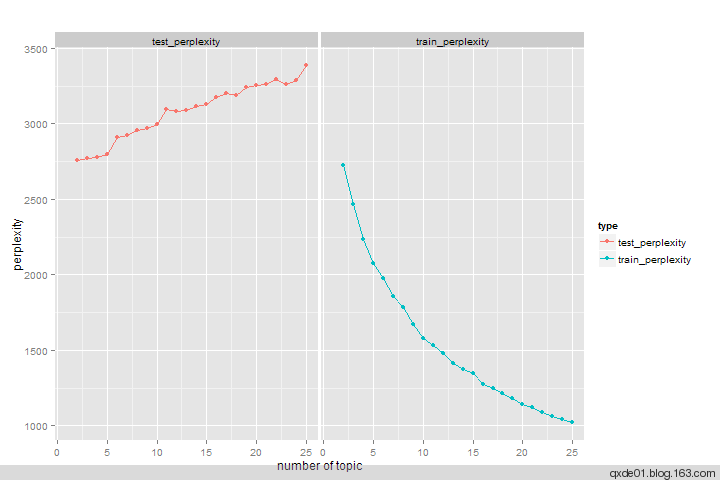 test_perplexity train_perplexity
3500
3000
2500
2000
1500
1000
perplexity
0 5 10 15 20 25 0 5 10 15 20 25
number of topic
type
test_perplexity
train_perplexity
qxde01.blog.163.com